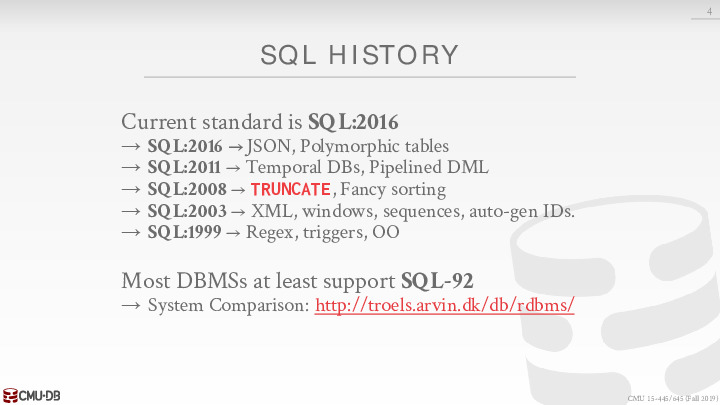 4
SQL HISTORY
Current standard is SQL:2016
→ SQL:2016 → JSON, Polymorphic tables
→ SQL:2011 → Temporal DBs, Pipelined DML
→ SQL:2008 → TRUNCATE, Fancy sorting
→ SQL:2003 → XML, windows, sequences, auto-gen IDs.
→ SQL:1999 → Regex, triggers, OO
Most DBMSs at least support SQL-92
→ System Comparison: http://troels.arvin.dk/db/rdbms/
CMU·DB
CMU 15-445/645 (Fall 2019)